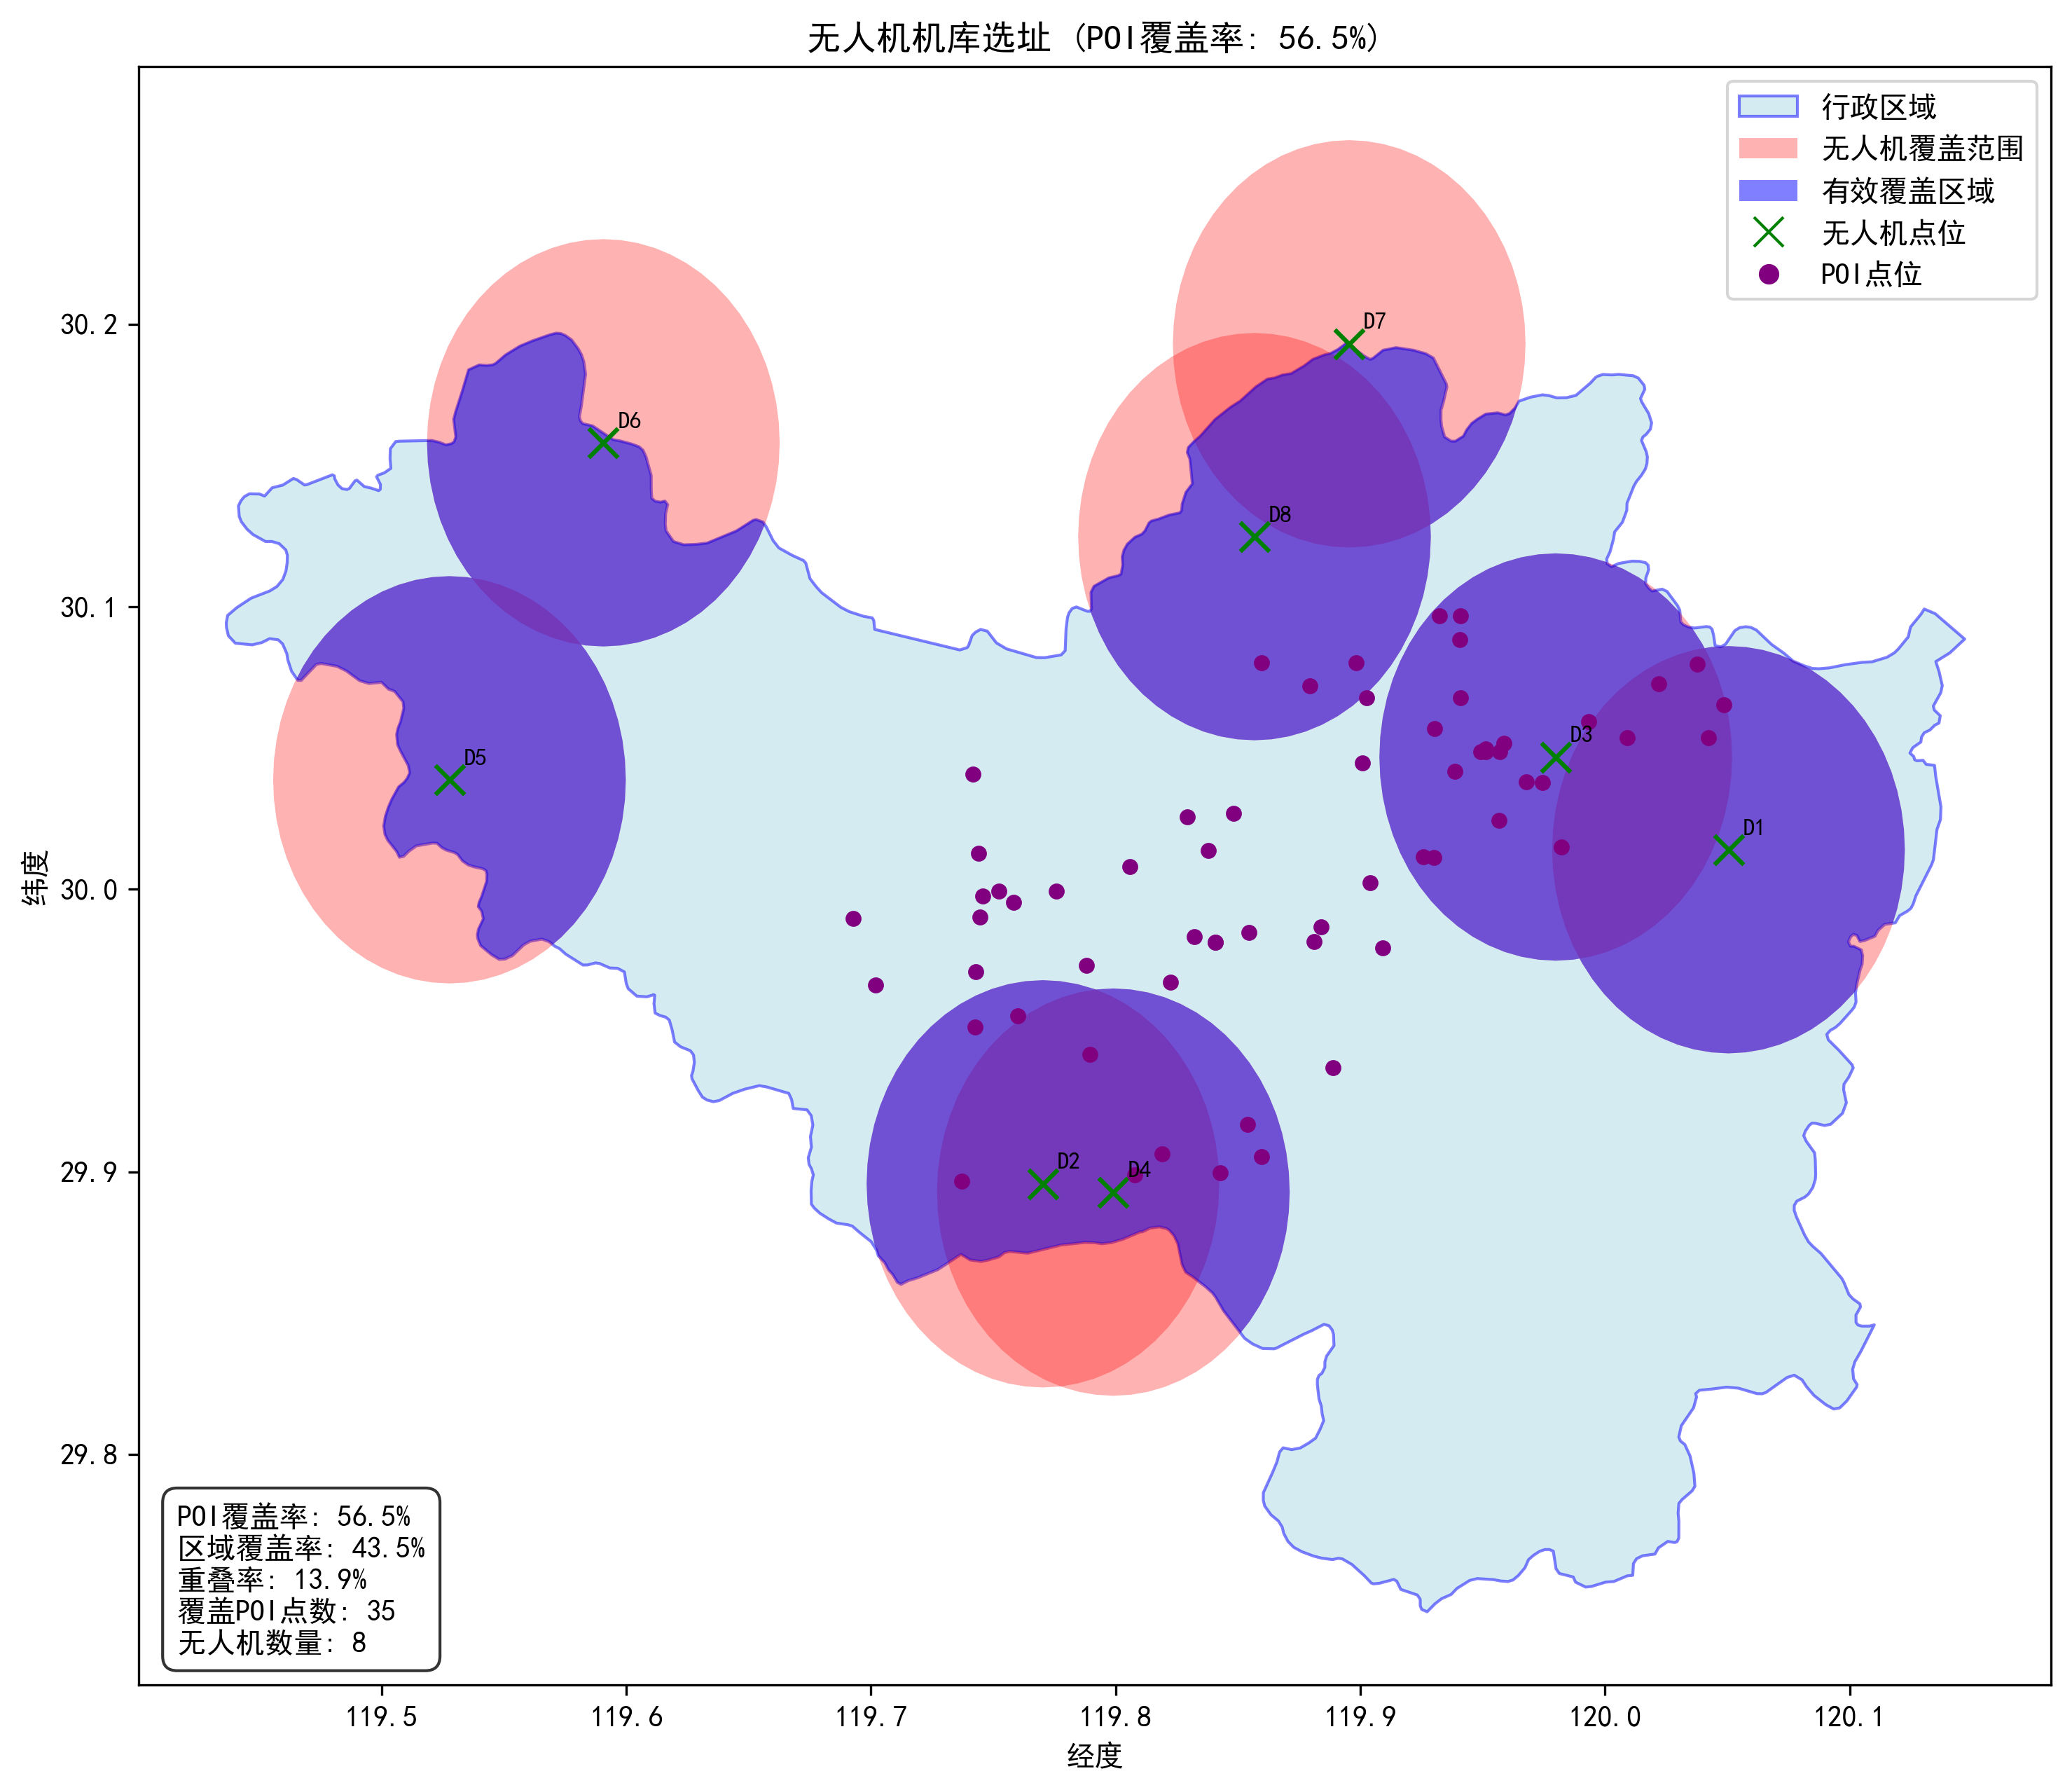 无人机机库选址 (POI覆盖率: 56.5%)
行政区域
无人机覆盖范围
有效覆盖区域
无人机点位
POI点位
30.2
30.1
30.0
29.9
29.8
纬度
D7
D6
D8
D3
D5
D1
D2
D4
POI覆盖率: 56.5%
区域覆盖率: 43.5%
重叠率: 13.9%
覆盖POI点数: 35
无人机数量: 8
119.5
119.6
119.7
119.8
119.9
120.0
120.1
经度